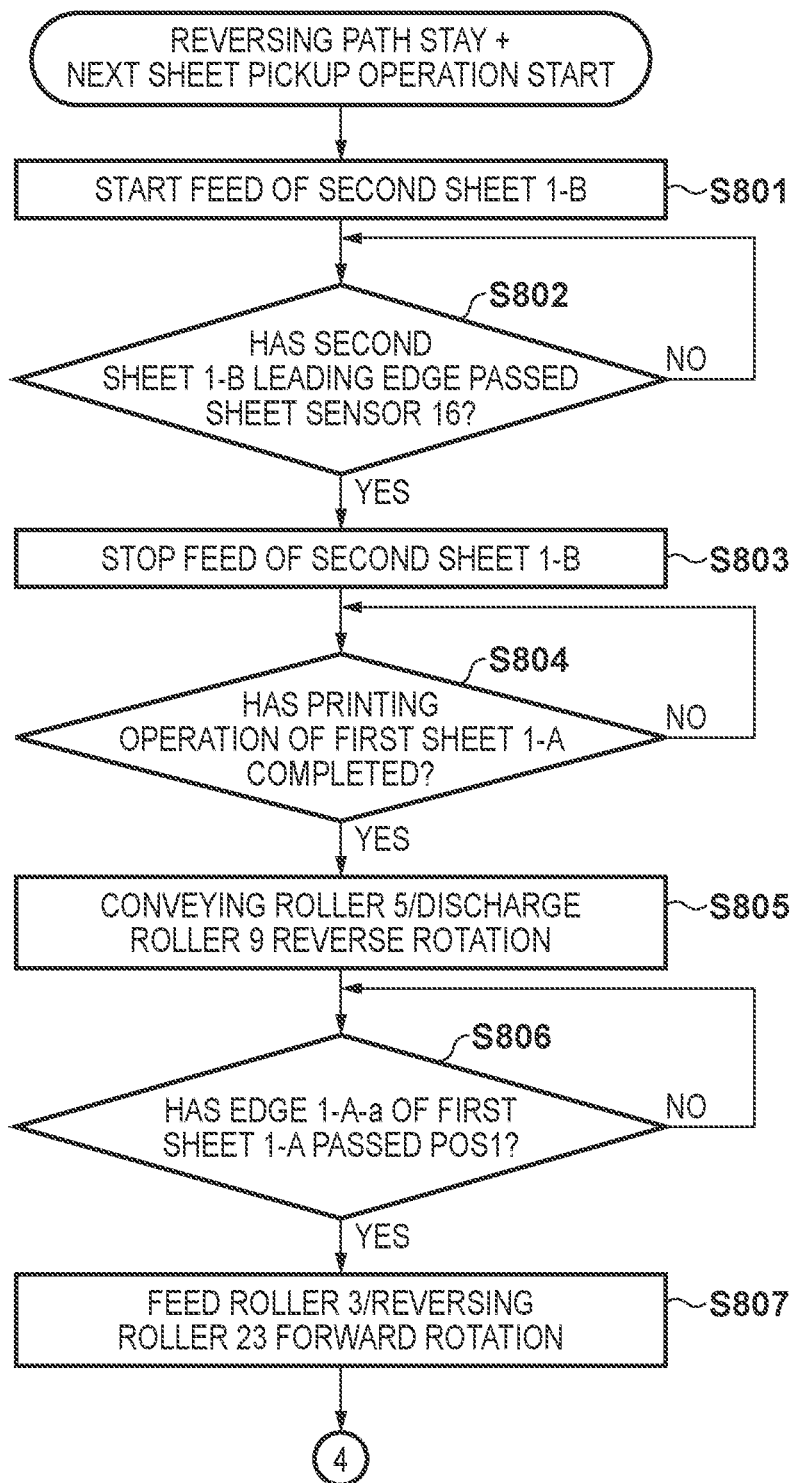 REVERSING PATH STAY +
NEXT SHEET PICKUP OPERATION START
START FEED OF SECOND SHEET 1-B
S801
S802
HAS SECOND
SHEET 1-B LEADING EDGE PASSED
SHEET SENSOR 16?
NO
YES
STOP FEED OF SECOND SHEET 1-B
S803
S804
HAS PRINTING
OPERATION OF FIRST SHEET 1-A
COMPLETED?
NO
YES
CONVEYING ROLLER 5/DISCHARGE
ROLLER 9 REVERSE ROTATION
S805
S806
HAS EDGE 1-A-a OF FIRST
SHEET 1-A PASSED POS1?
NO
YES
FEED ROLLER 3/REVERSING
ROLLER 23 FORWARD ROTATION
S807
4